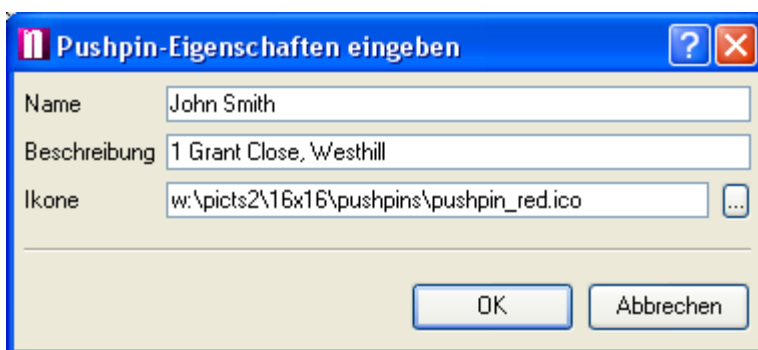 Pushpin-Eigenschaften eingeben
Name John Smith
Beschreibung 1 Grant Close, Westhill
Ikone w:\picts2\16x16\pushpins\pushpin_red.ico ...
OK Abbrechen